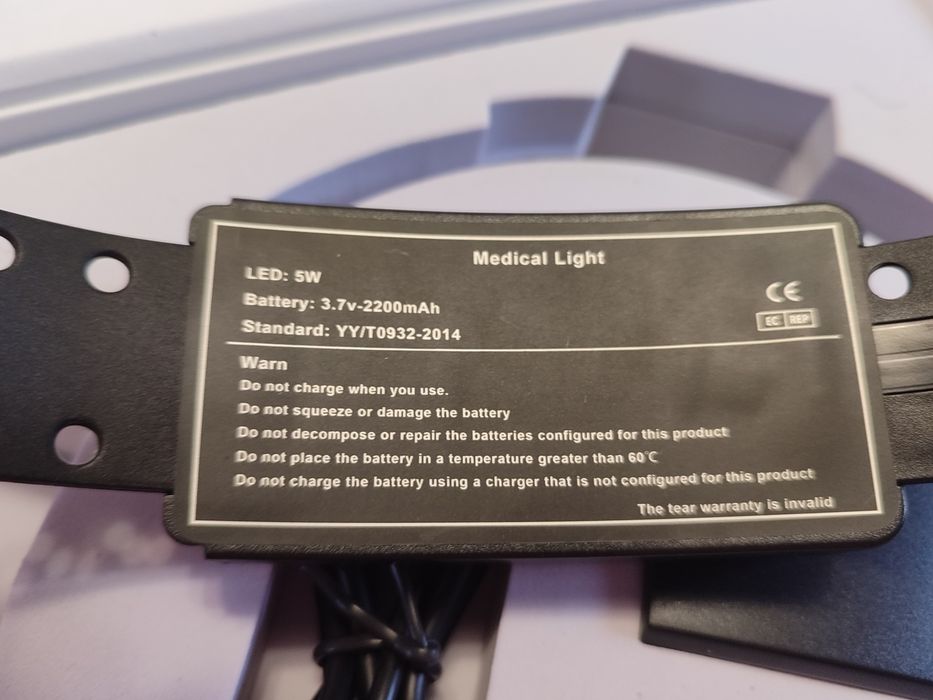 Medical Light
LED: 5W
Battery: 3.7v-2200mAh
Standard: YY/T0932-2014
CE
EC REP
Warn
Do not charge when you use.
Do not squeeze or damage the battery
Do not decompose or repair the batteries configured for this product
Do not place the battery in a temperature greater than 60℃
Do not charge the battery using a charger that is not configured for this product
The tear warranty is invalid